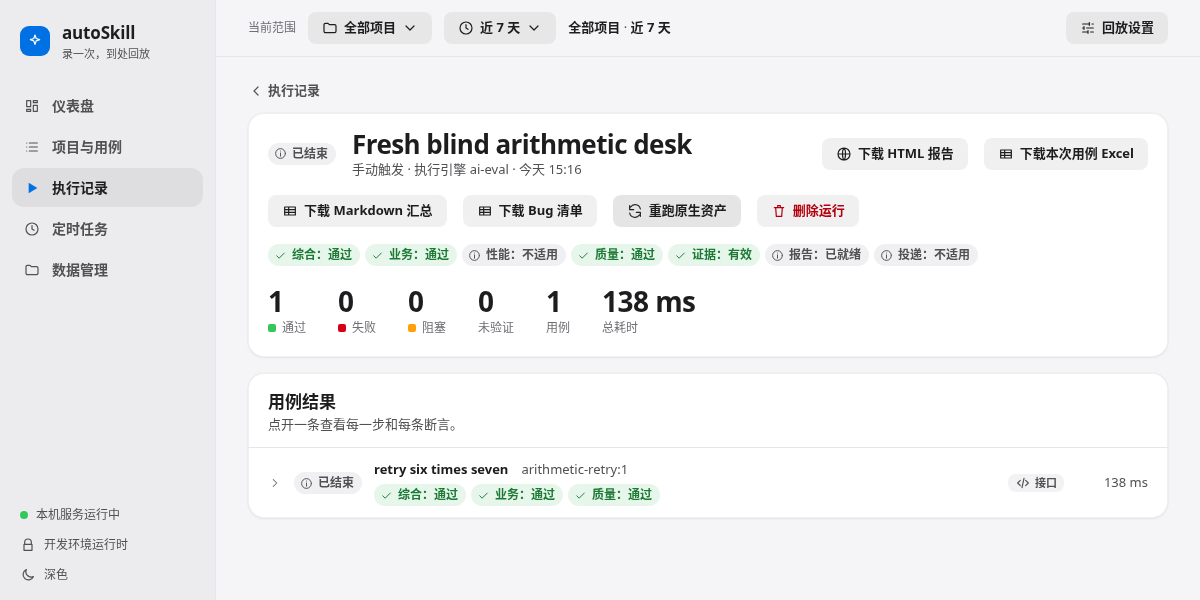 autoSkill
录一次，到处回放
仪表盘
项目与用例
执行记录
定时任务
数据管理
本机服务运行中
开发环境运行时
深色
当前范围 全部项目 近 7 天 全部项目 · 近 7 天 回放设置
执行记录
已结束 Fresh blind arithmetic desk
手动触发 · 执行引擎 ai-eval · 今天 15:16
下载 HTML 报告 下载本次用例 Excel
下载 Markdown 汇总 下载 Bug 清单 重跑原生资产 删除运行
综合：通过 业务：通过 性能：不适用 质量：通过 证据：有效 报告：已就绪 投递：不适用
1 0 0 0 1 138 ms
通过 失败 阻塞 未验证 用例 总耗时
用例结果
点开一条查看每一步和每条断言。
已结束 retry six times seven arithmetic-retry:1
综合：通过 业务：通过 质量：通过
接口 138 ms